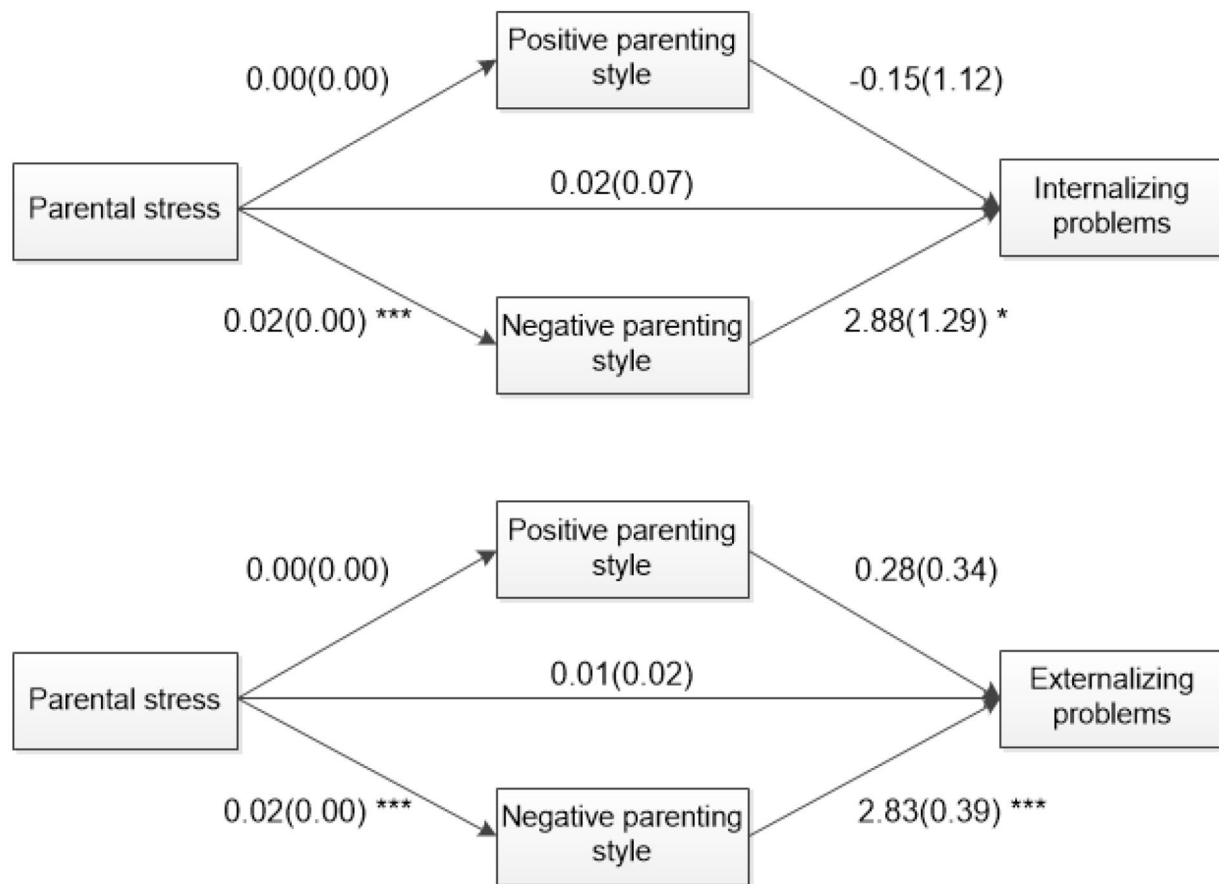 Positive parenting
style
0.00(0.00)
-0.15(1.12)
Parental stress
0.02(0.07)
Internalizing
problems
0.02(0.00) ***
Negative parenting
style
2.88(1.29) *
Positive parenting
style
0.00(0.00)
0.28(0.34)
Parental stress
0.01(0.02)
Externalizing
problems
0.02(0.00) ***
Negative parenting
style
2.83(0.39) ***